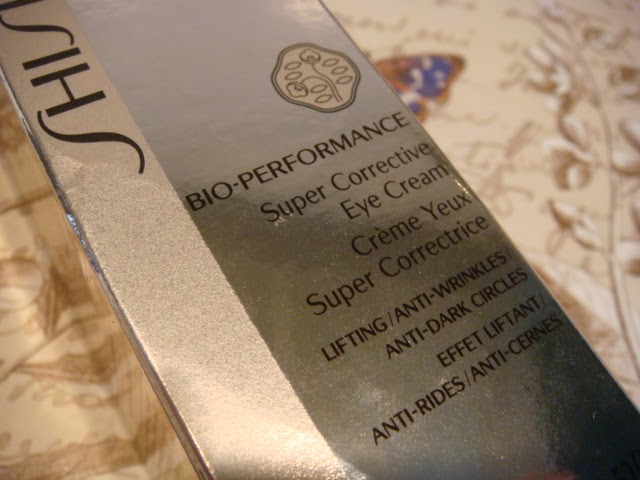 SHIS
BIO-PERFORMANCE
Super Corrective
Eye Cream
Crème Yeux
Super Correctrice
LIFTING/ANTI-WRINKLES/
ANTI-DARK CIRCLES
EFFET LIFTANT/
ANTI-RIDES/ANTI-CERNES